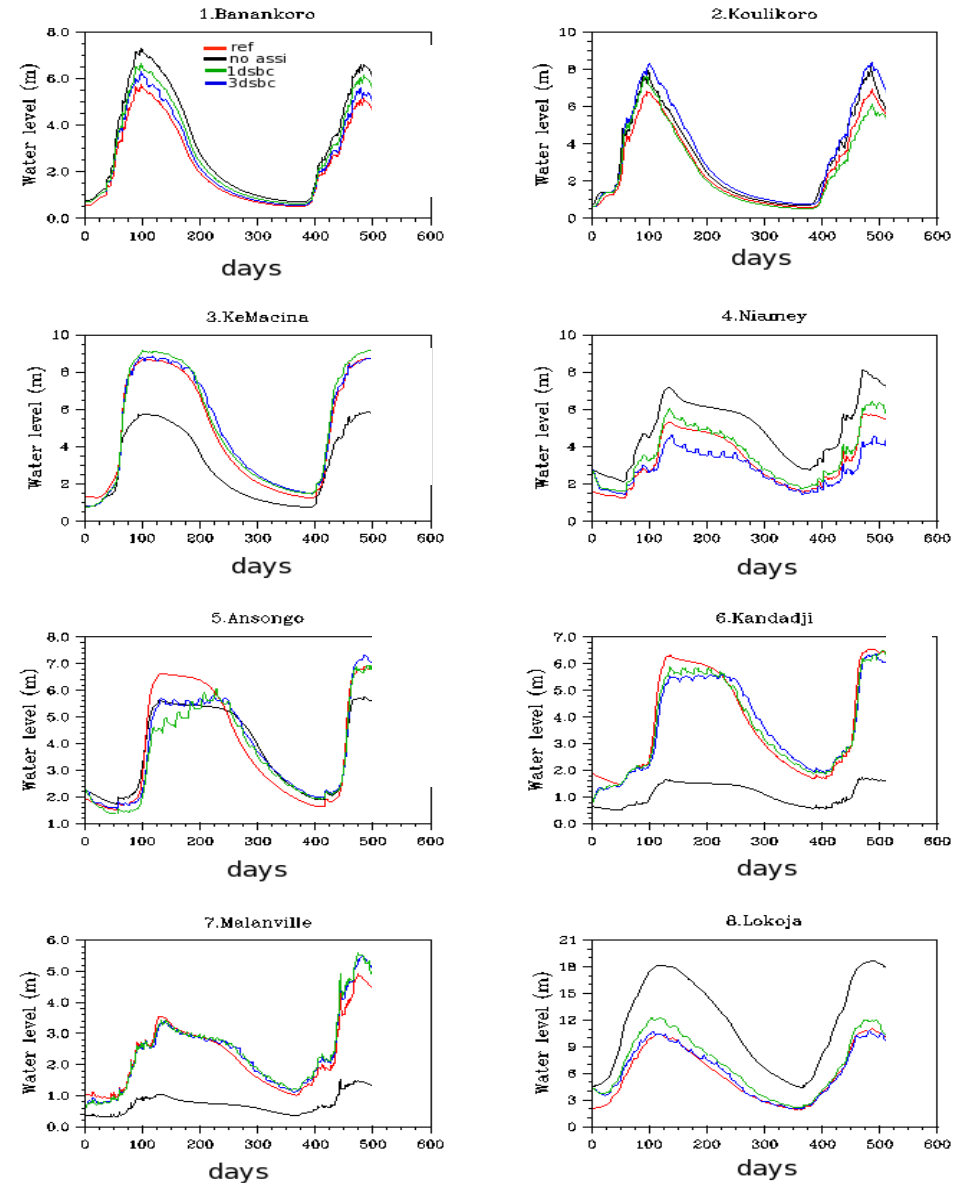 1.Banankoro
Water level (m)
8.0
6.0
4.0
2.0
0.0
ref
no assi
1dsbc
3dsbc
0 100 200 300 400 500 600
days
2.Koulikoro
Water level (m)
10
8
6
4
2
0
0 100 200 300 400 500 600
days
3.KeMacina
Water level (m)
10
8
6
4
2
0
0 100 200 300 400 500 600
days
4.Niamey
Water level (m)
10
8
6
4
2
0
0 100 200 300 400 500 600
days
5.Ansongo
Water level (m)
8.0
7.0
6.0
5.0
4.0
3.0
2.0
1.0
0 100 200 300 400 500 600
days
6.Kandadji
Water level (m)
7.0
6.0
5.0
4.0
3.0
2.0
1.0
0.0
0 100 200 300 400 500 600
days
7.Malanville
Water level (m)
6.0
5.0
4.0
3.0
2.0
1.0
0.0
0 100 200 300 400 500 600
days
8.Lokoja
Water level (m)
21
18
15
12
9
6
3
0
0 100 200 300 400 500 600
days